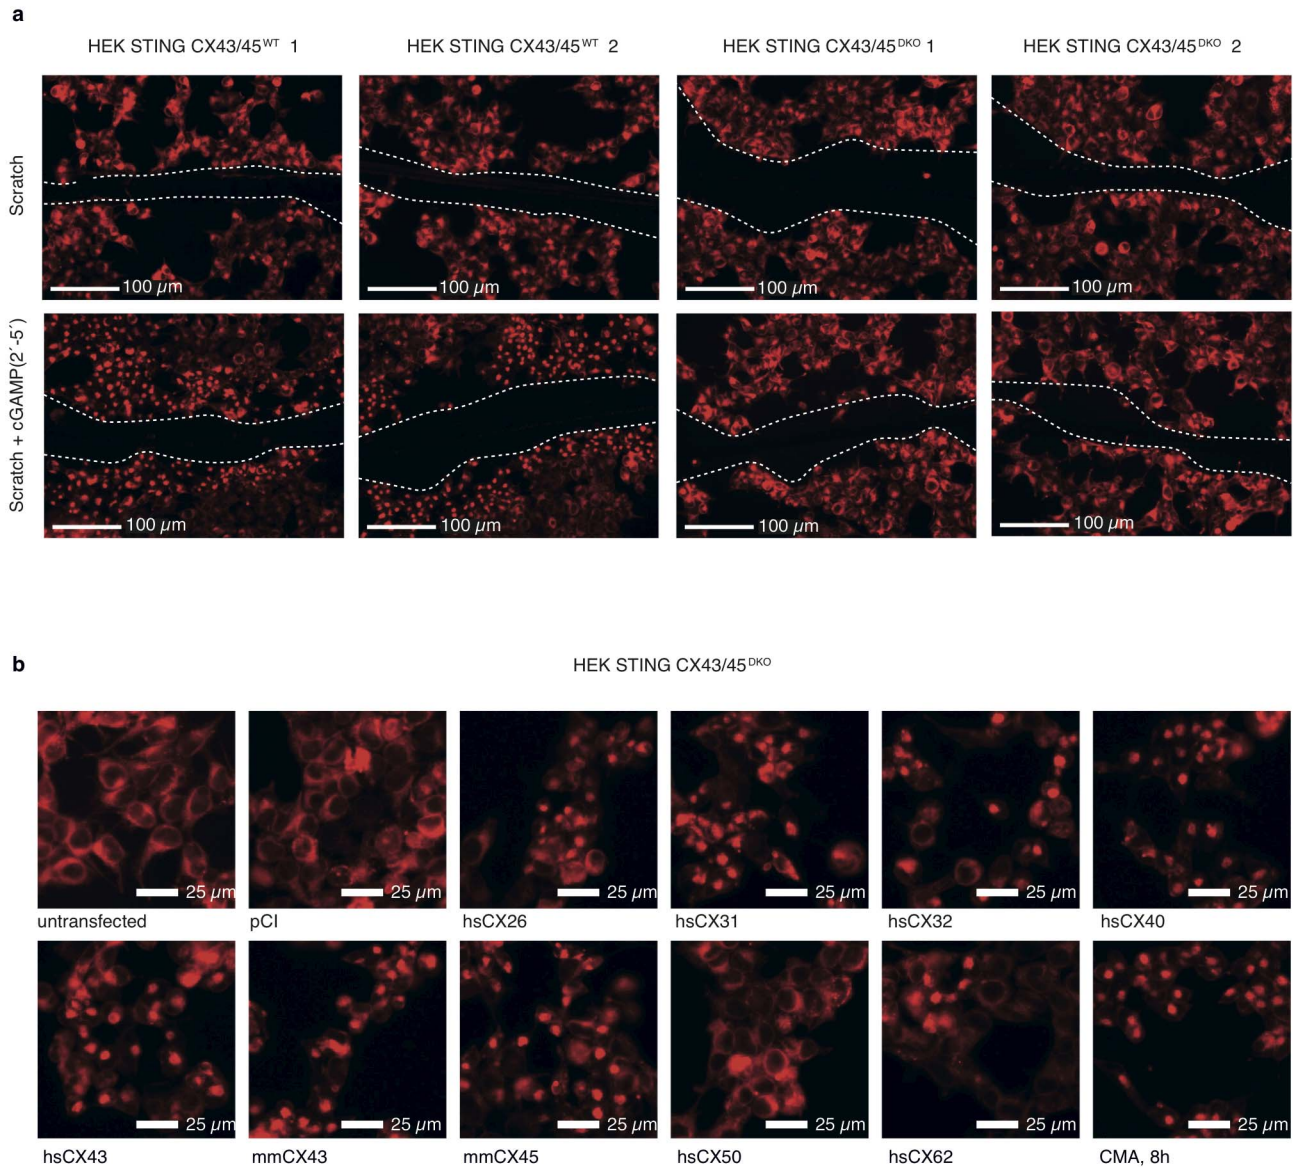 a
HEK STING CX43/45WT 1
HEK STING CX43/45WT 2
HEK STING CX43/45DKO 1
HEK STING CX43/45DKO 2
Scratch
100 µm
100 µm
100 µm
100 µm
Scratch + cGAMP(2´-5´)
100 µm
100 µm
100 µm
100 µm
b
HEK STING CX43/45DKO
25 µm
25 µm
25 µm
25 µm
25 µm
25 µm
untransfected
pCI
hsCX26
hsCX31
hsCX32
hsCX40
25 µm
25 µm
25 µm
25 µm
25 µm
25 µm
hsCX43
mmCX43
mmCX45
hsCX50
hsCX62
CMA, 8h